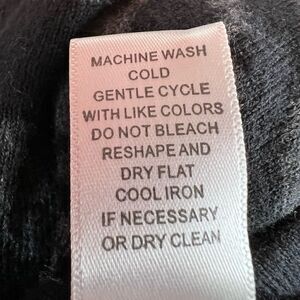 MACHINE WASH
COLD
GENTLE CYCLE
WITH LIKE COLORS
DO NOT BLEACH
RESHAPE AND
DRY FLAT
COOL IRON
IF NECESSARY
OR DRY CLEAN